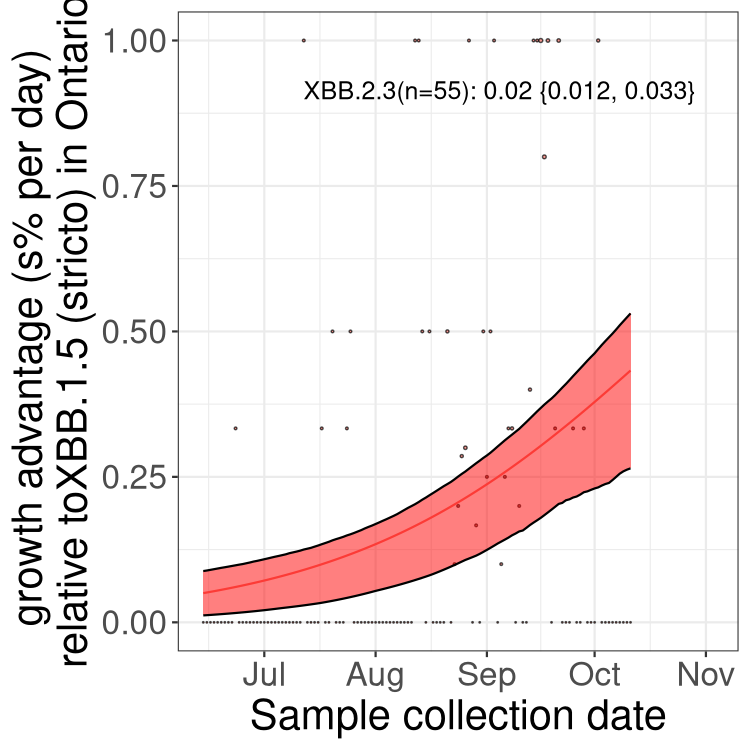 growth advantage (s% per day)
relative toXBB.1.5 (stricto) in Ontario
1.00
0.75
0.50
0.25
0.00
XBB.2.3(n=55): 0.02 {0.012, 0.033}
Jul Aug Sep Oct Nov
Sample collection date